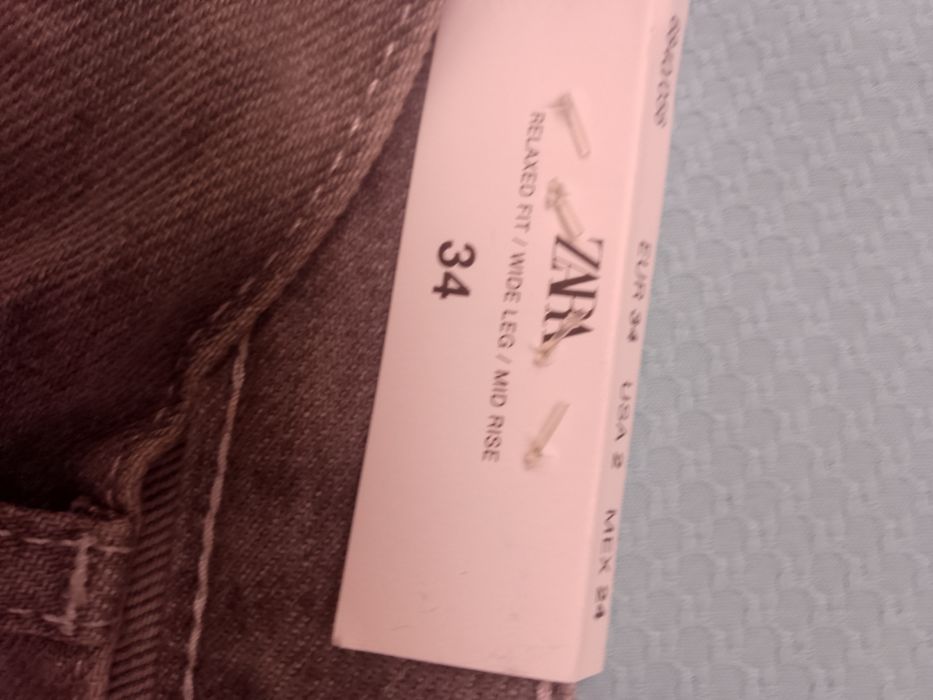 ZARA
RELAXED FIT / WIDE LEG / MID RISE
34
EUR 34 USA 2 MEX 24